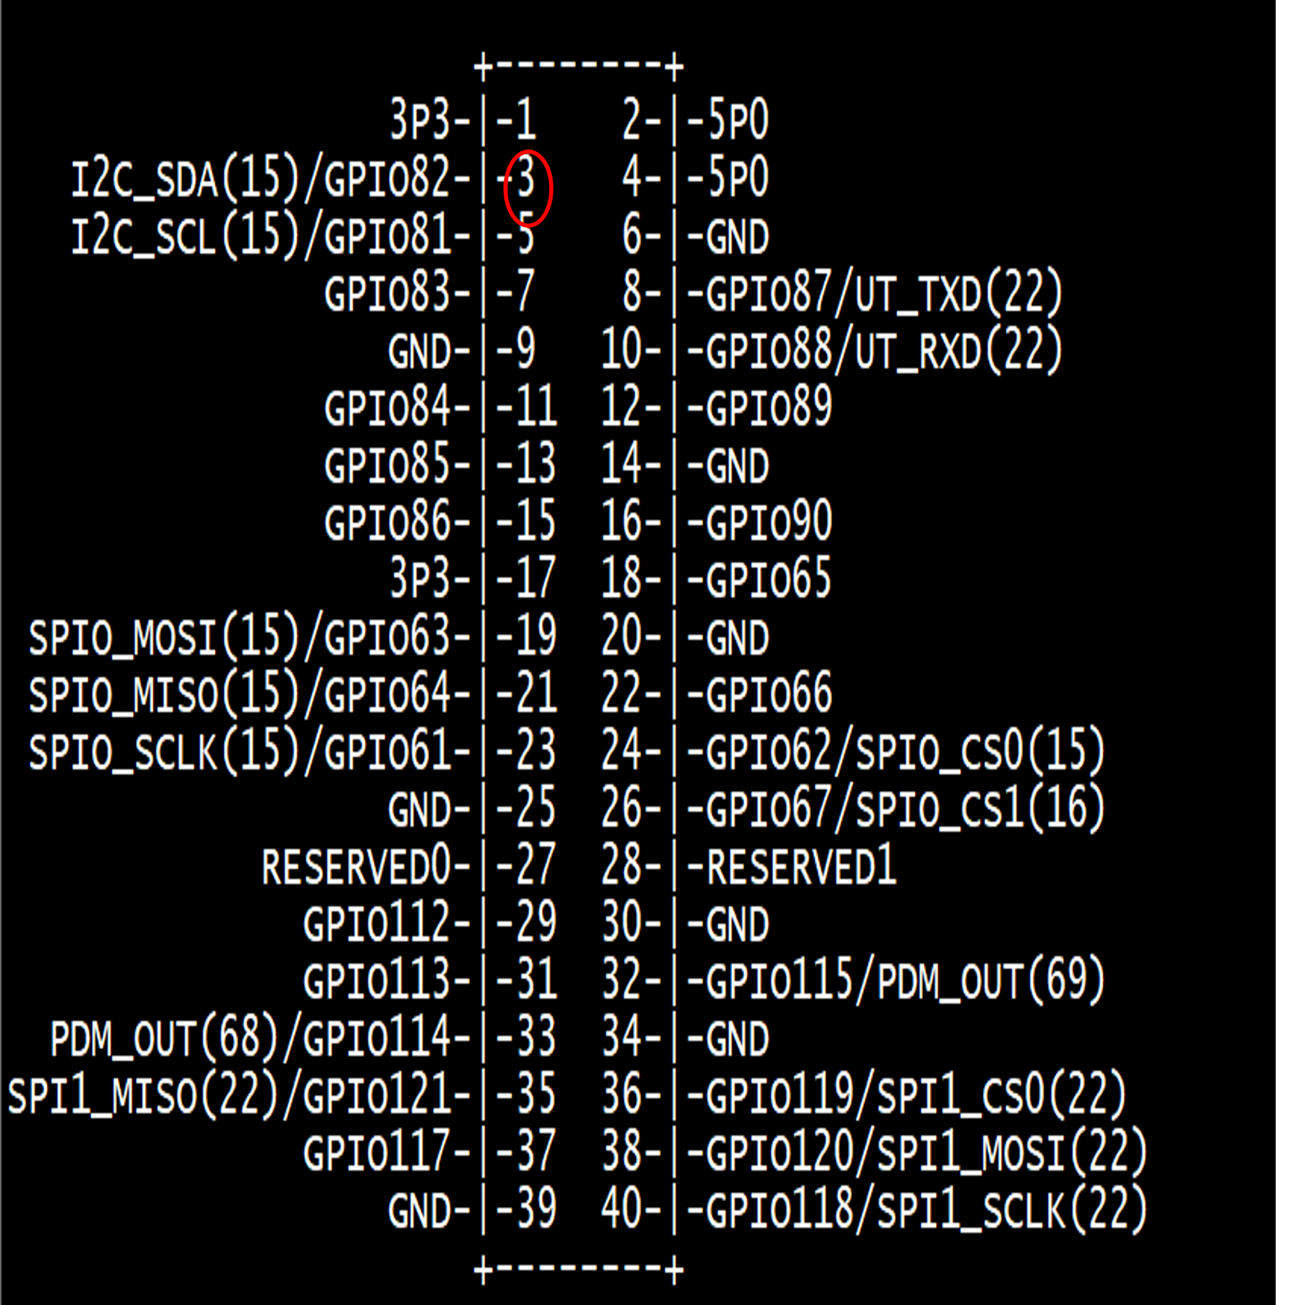 +--------+
3P3-|-1 2-|-5P0
I2C_SDA(15)/GPIO82-|-3 4-|-5P0
I2C_SCL(15)/GPIO81-|-5 6-|-GND
GPIO83-|-7 8-|-GPIO87/UT_TXD(22)
GND-|-9 10-|-GPIO88/UT_RXD(22)
GPIO84-|-11 12-|-GPIO89
GPIO85-|-13 14-|-GND
GPIO86-|-15 16-|-GPIO90
3P3-|-17 18-|-GPIO65
SPI0_MOSI(15)/GPIO63-|-19 20-|-GND
SPI0_MISO(15)/GPIO64-|-21 22-|-GPIO66
SPI0_SCLK(15)/GPIO61-|-23 24-|-GPIO62/SPI0_CS0(15)
GND-|-25 26-|-GPIO67/SPI0_CS1(16)
RESERVED0-|-27 28-|-RESERVED1
GPIO112-|-29 30-|-GND
GPIO113-|-31 32-|-GPIO115/PDM_OUT(69)
PDM_OUT(68)/GPIO114-|-33 34-|-GND
SPI1_MISO(22)/GPIO121-|-35 36-|-GPIO119/SPI1_CS0(22)
GPIO117-|-37 38-|-GPIO120/SPI1_MOSI(22)
GND-|-39 40-|-GPIO118/SPI1_SCLK(22)
+--------+